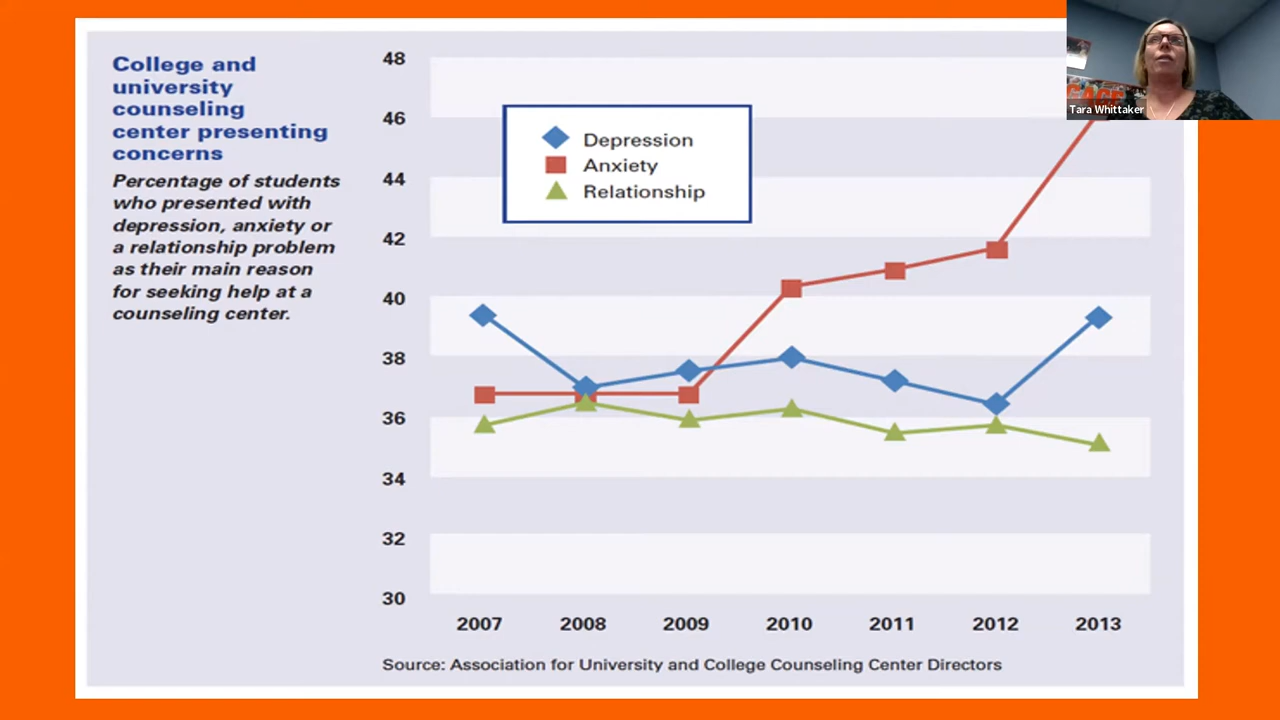 College and
university
counseling
center presenting
concerns
Percentage of students
who presented with
depression, anxiety or
a relationship problem
as their main reason
for seeking help at a
counseling center.
48
46
44
42
40
38
36
34
32
30
Depression
Anxiety
Relationship
2007 2008 2009 2010 2011 2012 2013
Source: Association for University and College Counseling Center Directors
Tara Whittaker